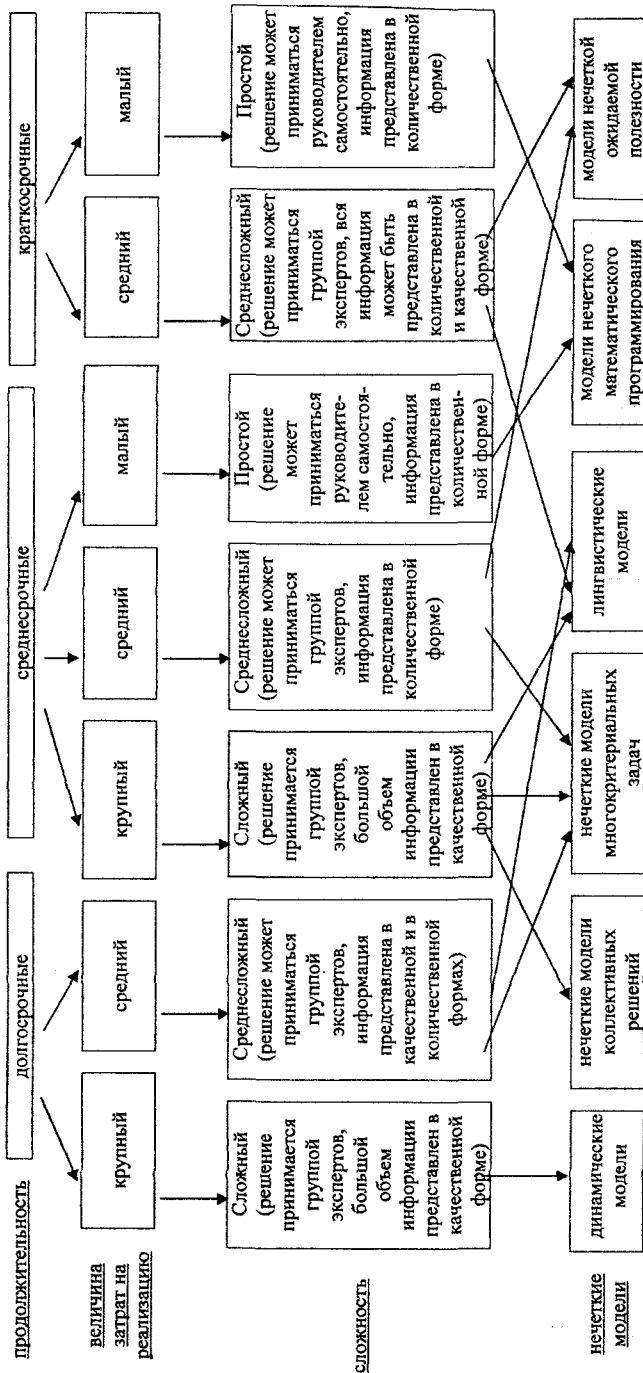 продолжительность
долгосрочные
среднесрочные
краткосрочные
величина
затрат на
реализацию
крупный
средний
крупный
средний
малый
средний
малый
сложность
Сложный
(решение
принимается
группой
экспертов,
большой
объем
информации
представлен в
качественной
форме)
Среднесложный
(решение может
приниматься
группой
экспертов,
информация
представлена в
качественной и в
количественной
формах)
Сложный
(решение
принимается
группой
экспертов,
большой
объем
информации
представлен в
качественной
форме)
Среднесложный
(решение может
приниматься
группой
экспертов,
информация
представлена в
количественной
форме)
Простой
(решение
может
приниматься
руководите-
лем самостоя-
тельно,
информация
представлена в
количествен-
ной форме)
Среднесложный
(решение может
приниматься
группой
экспертов, вся
информация
может быть
представлена в
количественной
и качественной
форме)
Простой
(решение может
приниматься
руководителем
самостоятельно,
информация
представлена в
количественной
форме)
нечеткие
модели
динамические
модели
нечеткие модели
коллективных
решений
нечеткие модели
многокритериальных
задач
лингвистические
модели
модели нечеткого
математического
программирования
модели нечеткой
ожидаемой
полезности